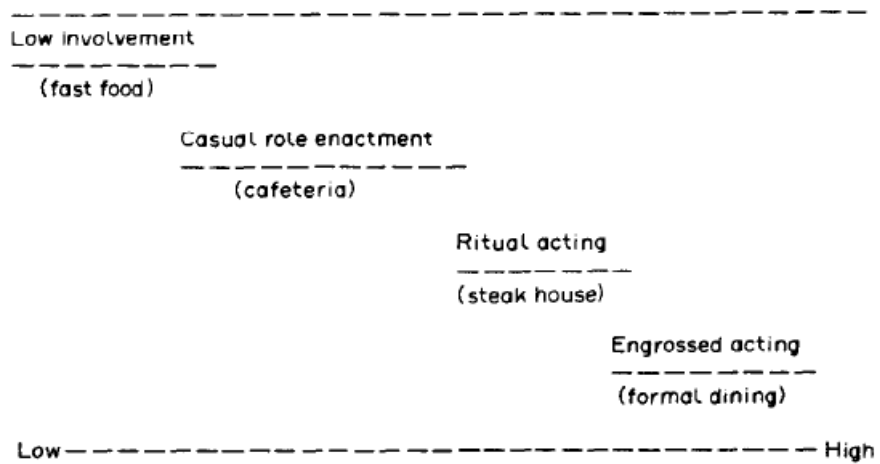 Low involvement
(fast food)
Casual role enactment
(cafeteria)
Ritual acting
(steak house)
Engrossed acting
(formal dining)
Low High